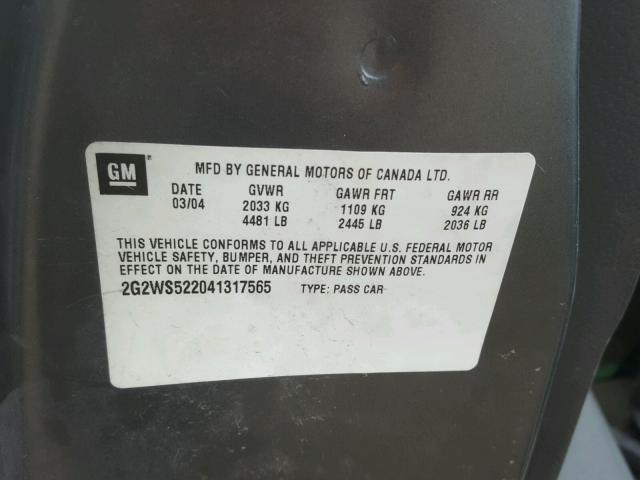 GM ®
MFD BY GENERAL MOTORS OF CANADA LTD.
DATE GVWR GAWR FRT GAWR RR
03/04 2033 KG 1109 KG 924 KG
4481 LB 2445 LB 2036 LB
THIS VEHICLE CONFORMS TO ALL APPLICABLE U.S. FEDERAL MOTOR
VEHICLE SAFETY, BUMPER, AND THEFT PREVENTION STANDARDS IN
EFFECT ON THE DATE OF MANUFACTURE SHOWN ABOVE.
2G2WS522041317565 TYPE: PASS CAR